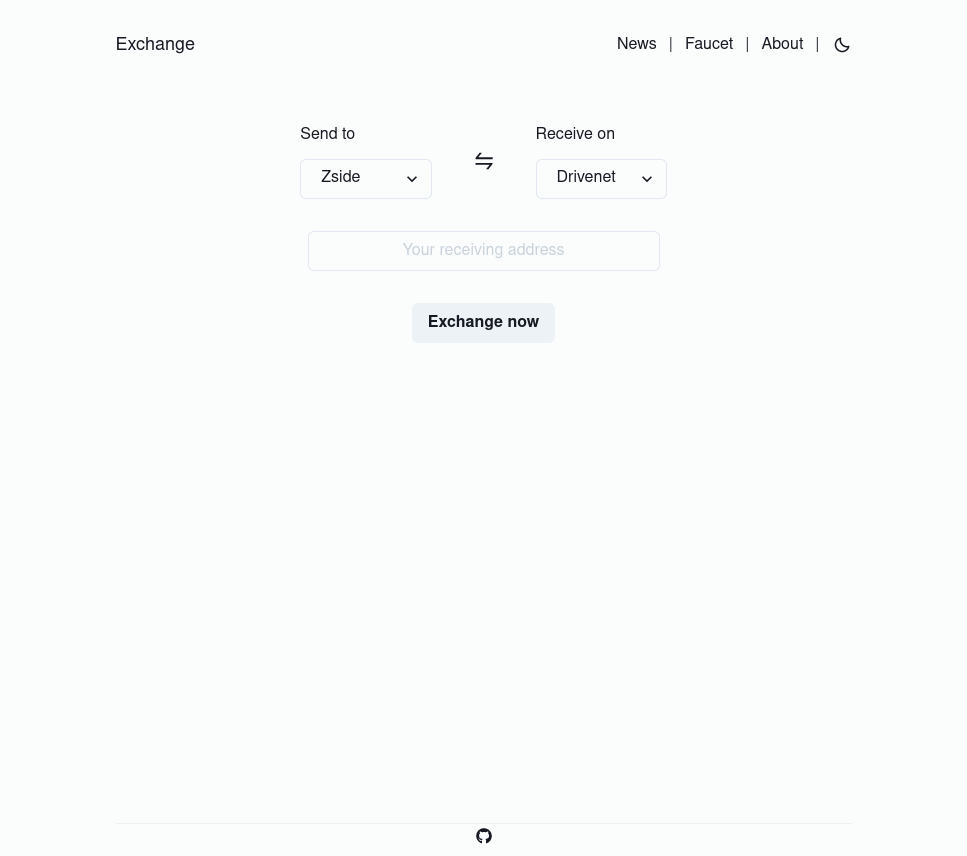 Exchange
News | Faucet | About |
Send to
Receive on
Zside
Drivenet
Your receiving address
Exchange now